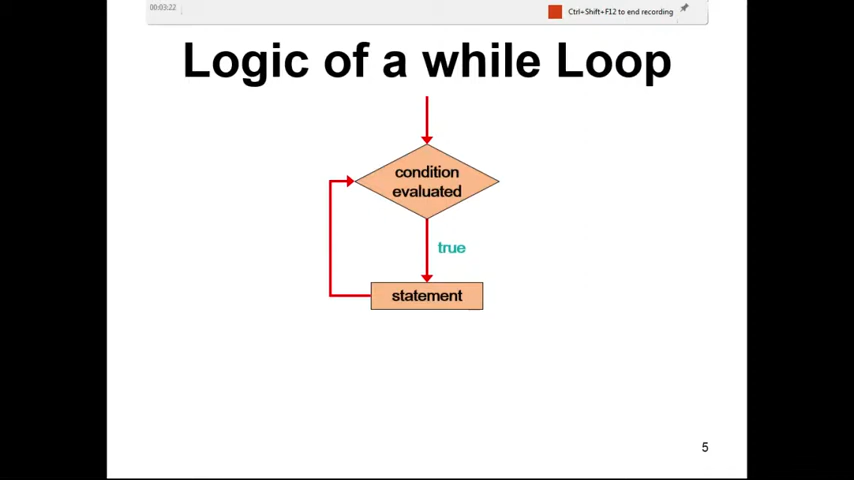 00:03:22
Ctrl+Shift+F12 to end recording
Logic of a while Loop
condition
evaluated
true
statement
5